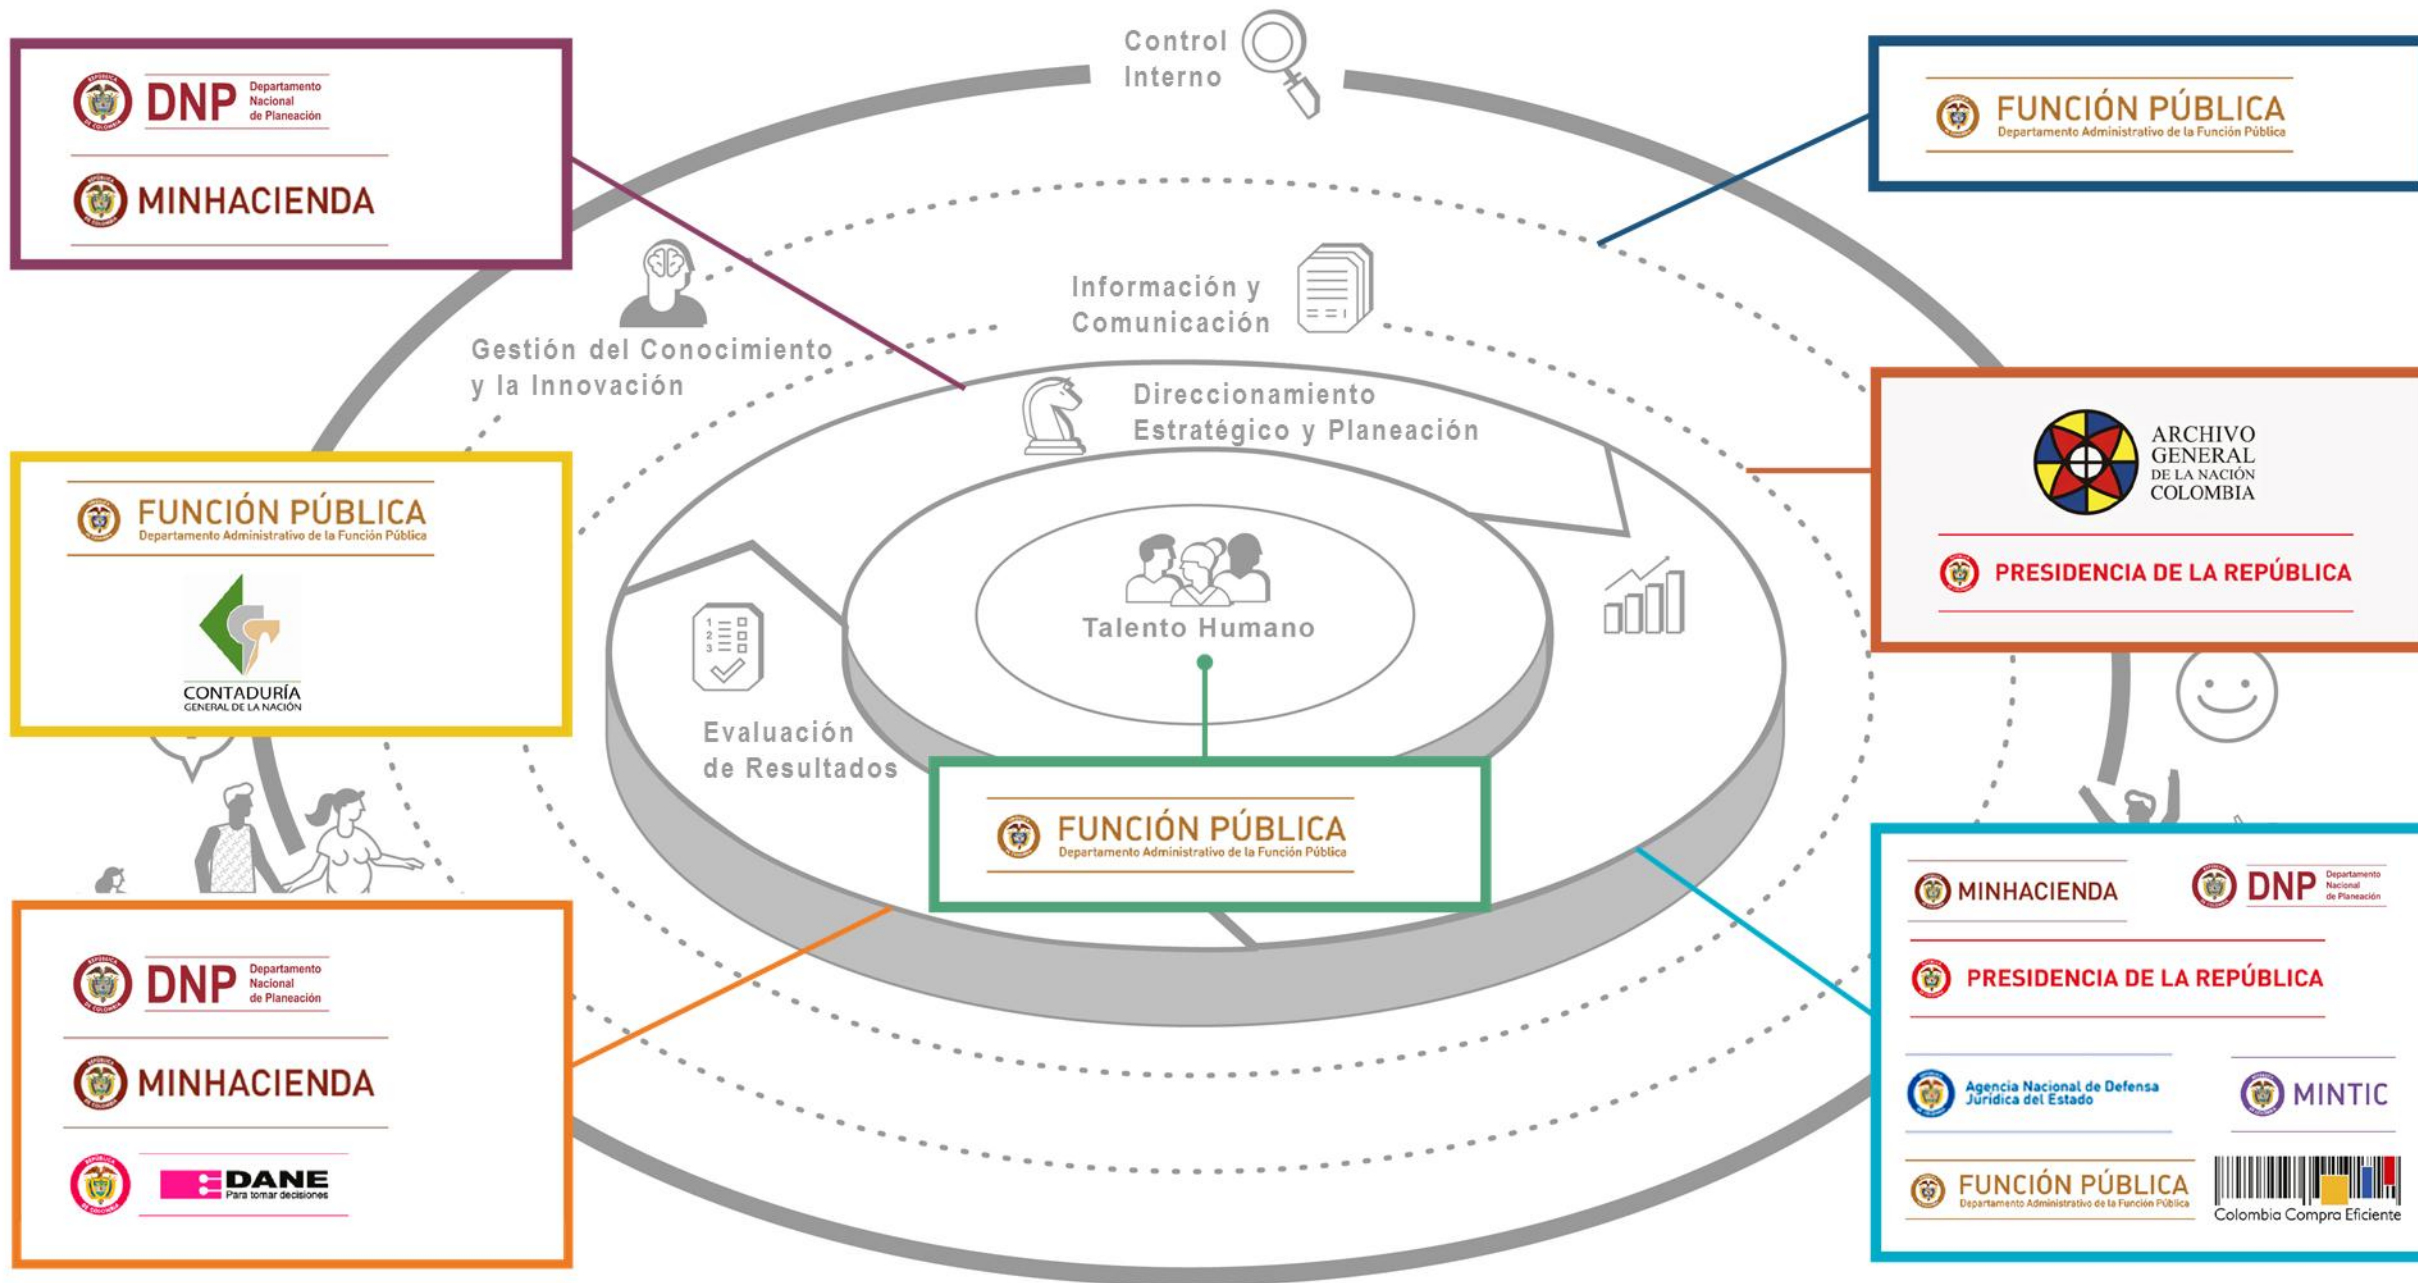 Control
Interno
DNP
Departamento
Nacional
de Planeación
MINHACIENDA
FUNCIÓN PÚBLICA
Departamento Administrativo de la Función Pública
Gestión del Conocimiento
y la Innovación
Información y
Comunicación
Direccionamiento
Estratégico y Planeación
ARCHIVO
GENERAL
DE LA NACIÓN
COLOMBIA
PRESIDENCIA DE LA REPÚBLICA
FUNCIÓN PÚBLICA
Departamento Administrativo de la Función Pública
CONTADURÍA
GENERAL DE LA NACIÓN
1
2
3
Evaluación
de Resultados
Talento Humano
FUNCIÓN PÚBLICA
Departamento Administrativo de la Función Pública
DNP
Departamento
Nacional
de Planeación
MINHACIENDA
DANE
Para tomar decisiones
MINHACIENDA
DNP
Departamento
Nacional
de Planeación
PRESIDENCIA DE LA REPÚBLICA
Agencia Nacional de Defensa
Jurídica del Estado
MINTIC
FUNCIÓN PÚBLICA
Departamento Administrativo de la Función Pública
Colombia Compra Eficiente